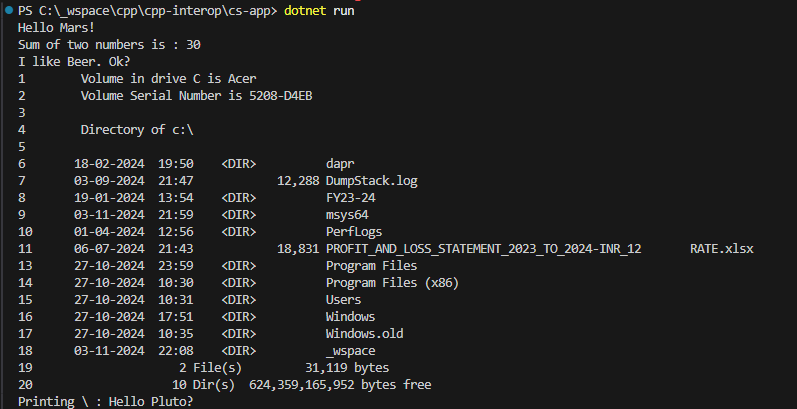 PS C:\_wspace\cpp\cpp-interop\cs-app> dotnet run
Hello Mars!
Sum of two numbers is : 30
I like Beer. Ok?
1 Volume in drive C is Acer
2 Volume Serial Number is 5208-D4EB
3
4 Directory of c:\
5
6 18-02-2024 19:50 <DIR> dapr
7 03-09-2024 21:47 12,288 DumpStack.log
8 19-01-2024 13:54 <DIR> FY23-24
9 03-11-2024 21:59 <DIR> msys64
10 01-04-2024 12:56 <DIR> PerfLogs
11 06-07-2024 21:43 18,831 PROFIT_AND_LOSS_STATEMENT_2023_TO_2024-INR_12 RATE.xlsx
13 27-10-2024 23:59 <DIR> Program Files
14 27-10-2024 10:30 <DIR> Program Files (x86)
15 27-10-2024 10:31 <DIR> Users
16 27-10-2024 17:51 <DIR> Windows
17 27-10-2024 10:35 <DIR> Windows.old
18 03-11-2024 22:08 <DIR> _wspace
19 2 File(s) 31,119 bytes
20 10 Dir(s) 624,359,165,952 bytes free
Printing \ : Hello Pluto?